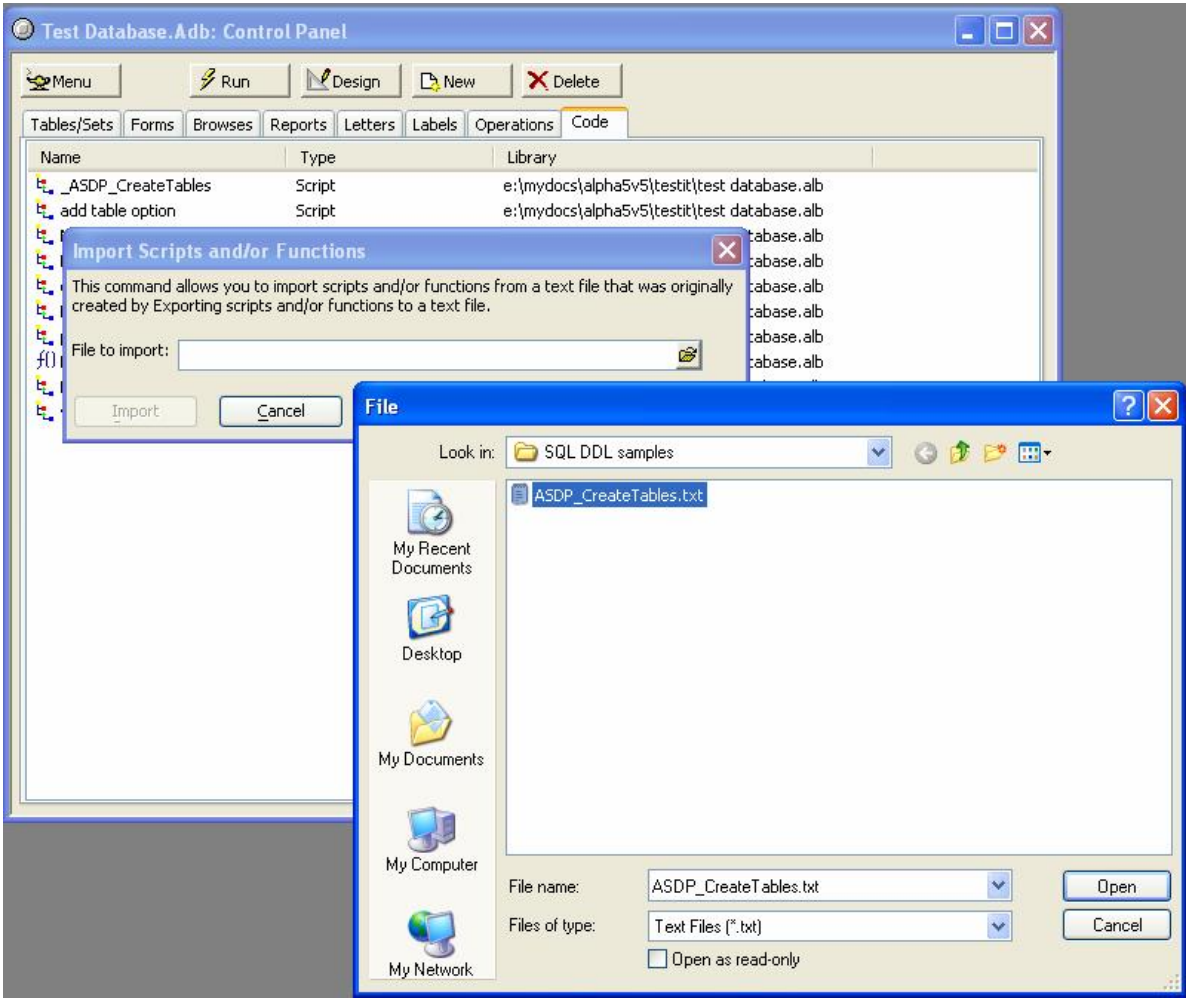 Test Database.Adb: Control Panel
Menu Run Design New Delete
Tables/Sets Forms Browses Reports Letters Labels Operations Code
Name Type Library
_ASDP_CreateTables Script e:\mydocs\alpha5v5\testit\test database.alb
add table option Script e:\mydocs\alpha5v5\testit\test database.alb
tabase.alb
Import Scripts and/or Functions
tabase.alb
This command allows you to import scripts and/or functions from a text file that was originally
tabase.alb
created by Exporting scripts and/or functions to a text file.
tabase.alb
tabase.alb
File to import:
tabase.alb
Import Cancel
File
Look in: SQL DDL samples
ASDP_CreateTables.txt
My Recent
Documents
Desktop
My Documents
My Computer
My Network
File name: ASDP_CreateTables.txt Open
Files of type: Text Files (*.txt) Cancel
Open as read-only